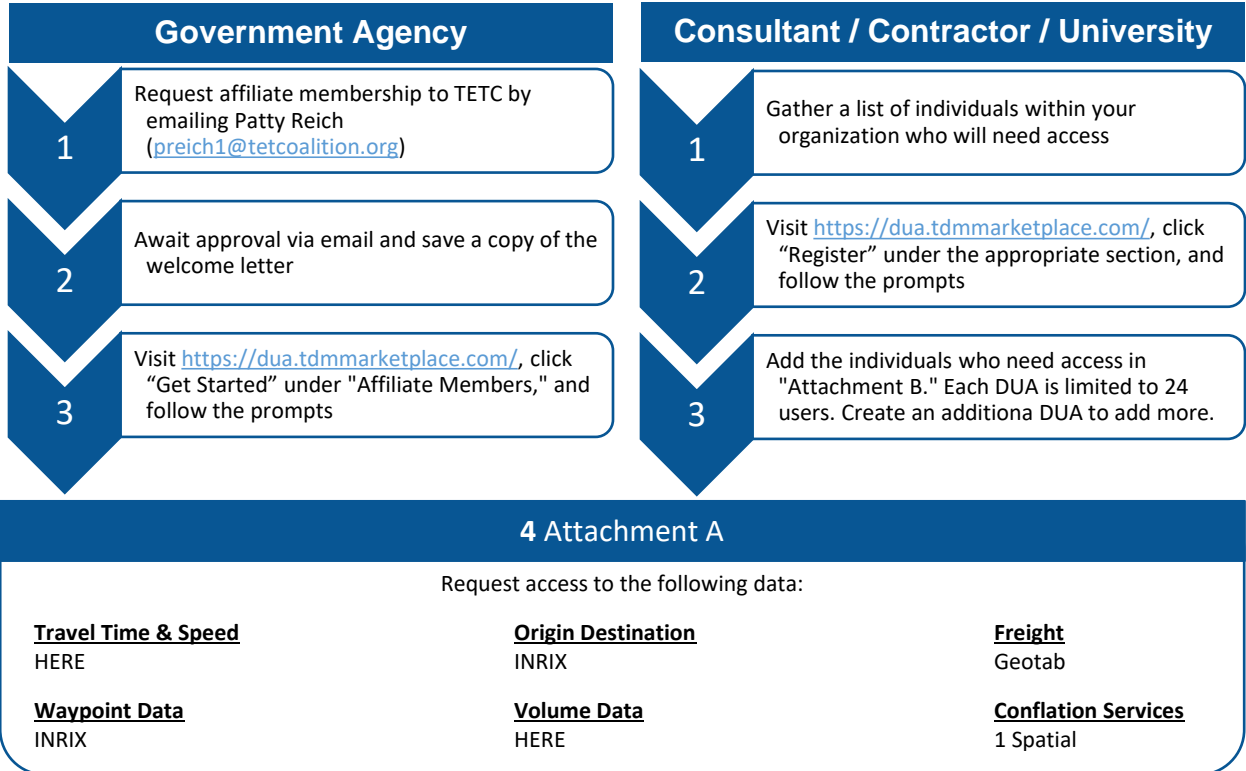 Government Agency
1
Request affiliate membership to TETC by
emailing Patty Reich
(preich1@tetcoalition.org)
2
Await approval via email and save a copy of the
welcome letter
3
Visit https://dua.tdmmarketplace.com/, click
“Get Started” under "Affiliate Members," and
follow the prompts
Consultant / Contractor / University
1
Gather a list of individuals within your
organization who will need access
2
Visit https://dua.tdmmarketplace.com/, click
“Register” under the appropriate section, and
follow the prompts
3
Add the individuals who need access in
"Attachment B." Each DUA is limited to 24
users. Create an additiona DUA to add more.
4 Attachment A
Request access to the following data:
Travel Time & Speed
HERE
Origin Destination
INRIX
Freight
Geotab
Waypoint Data
INRIX
Volume Data
HERE
Conflation Services
1 Spatial